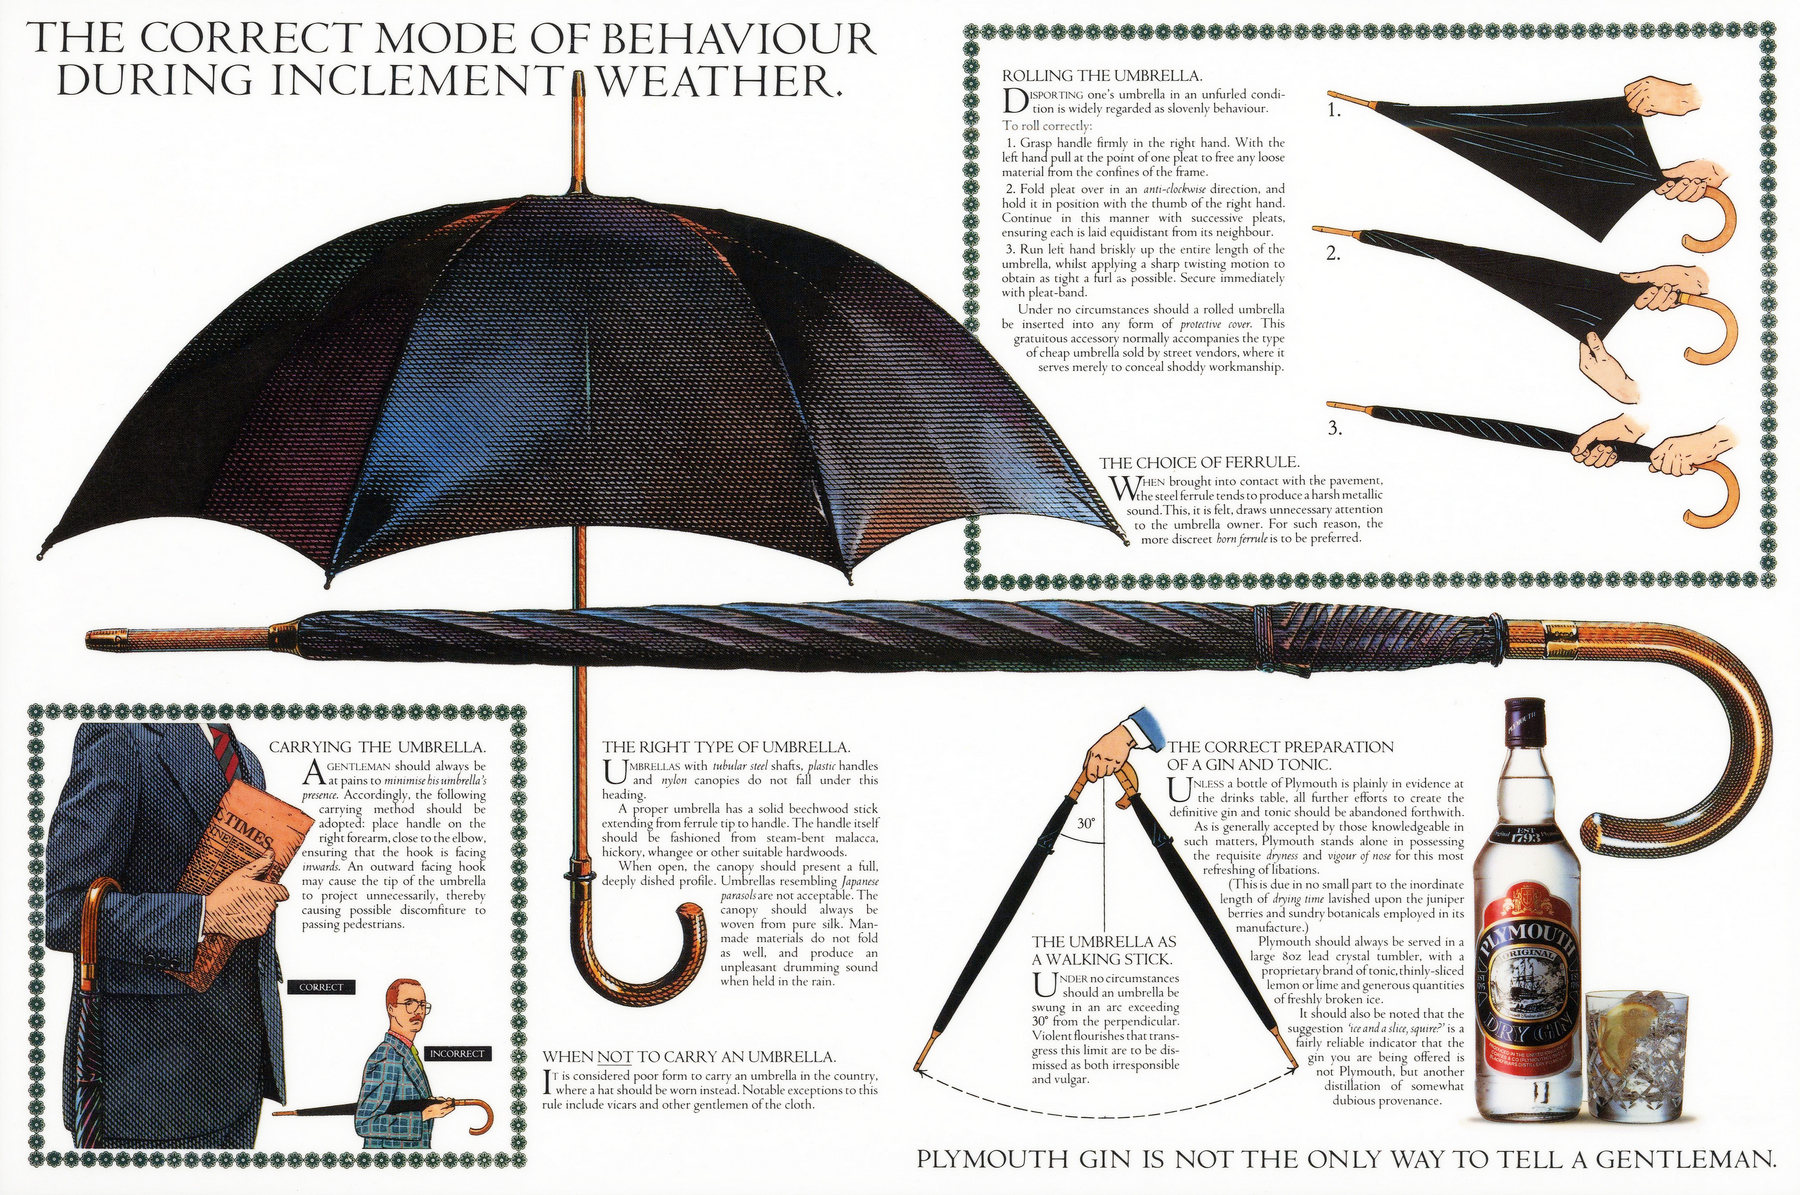 THE CORRECT MODE OF BEHAVIOUR
DURING INCLEMENT WEATHER.
ROLLING THE UMBRELLA.
DISPORTING one's umbrella in an unfurled condi-
tion is widely regarded as slovenly behaviour.
To roll correctly:
1. Grasp handle firmly in the right hand. With the
left hand pull at the point of one pleat to free any loose
material from the confines of the frame.
2. Fold pleat over in an anti-clockwise direction, and
hold it in position with the thumb of the right hand.
Continue in this manner with successive pleats,
ensuring each is laid equidistant from its neighbour.
3. Run left hand briskly up the entire length of the
umbrella, whilst applying a sharp twisting motion to
obtain as tight a furl as possible. Secure immediately
with pleat-band.
Under no circumstances should a rolled umbrella
be inserted into any form of protective cover. This
gratuitous accessory normally accompanies the type
of cheap umbrella sold by street vendors, where it
serves merely to conceal shoddy workmanship.
1.
2.
3.
THE CHOICE OF FERRULE.
WHEN brought into contact with the pavement,
the steel ferrule tends to produce a harsh metallic
sound. This, it is felt, draws unnecessary attention
to the umbrella owner. For such reason, the
more discreet horn ferrule is to be preferred.
CARRYING THE UMBRELLA.
A GENTLEMAN should always be
at pains to minimise his umbrella's
presence. Accordingly, the following
carrying method should be
adopted: place handle on the
right forearm, close to the elbow,
ensuring that the hook is facing
inwards. An outward facing hook
may cause the tip of the umbrella
to project unnecessarily, thereby
causing possible discomfiture to
passing pedestrians.
TIMES
CORRECT
INCORRECT
THE RIGHT TYPE OF UMBRELLA.
UMBRELLAS with tubular steel shafts, plastic handles
and nylon canopies do not fall under this
heading.
A proper umbrella has a solid beechwood stick
extending from ferrule tip to handle. The handle itself
should be fashioned from steam-bent malacca,
hickory, whangee or other suitable hardwoods.
When open, the canopy should present a full,
deeply dished profile. Umbrellas resembling Japanese
parasols are not acceptable. The
canopy should always be
woven from pure silk. Man-
made materials do not fold
as well, and produce an
unpleasant drumming sound
when held in the rain.
WHEN NOT TO CARRY AN UMBRELLA.
IT is considered poor form to carry an umbrella in the country,
where a hat should be worn instead. Notable exceptions to this
rule include vicars and other gentlemen of the cloth.
30°
THE UMBRELLA AS
A WALKING STICK.
UNDER no circumstances
should an umbrella be
swung in an arc exceeding
30° from the perpendicular.
Violent flourishes that trans-
gress this limit are to be dis-
missed as both irresponsible
and vulgar.
THE CORRECT PREPARATION
OF A GIN AND TONIC.
UNLESS a bottle of Plymouth is plainly in evidence at
the drinks table, all further efforts to create the
definitive gin and tonic should be abandoned forthwith.
As is generally accepted by those knowledgeable in
such matters, Plymouth stands alone in possessing
the requisite dryness and vigour of nose for this most
refreshing of libations.
(This is due in no small part to the inordinate
length of drying time lavished upon the juniper
berries and sundry botanicals employed in its
manufacture.)
Plymouth should always be served in a
large 8oz lead crystal tumbler, with a
proprietary brand of tonic, thinly-sliced
lemon or lime and generous quantities
of freshly broken ice.
It should also be noted that the
suggestion 'ice and a slice, squire?' is a
fairly reliable indicator that the
gin you are being offered is
not Plymouth, but another
distillation of somewhat
dubious provenance.
EST
1793
PLYMOUTH
ORIGINAL
DRY GIN
PLYMOUTH GIN IS NOT THE ONLY WAY TO TELL A GENTLEMAN.